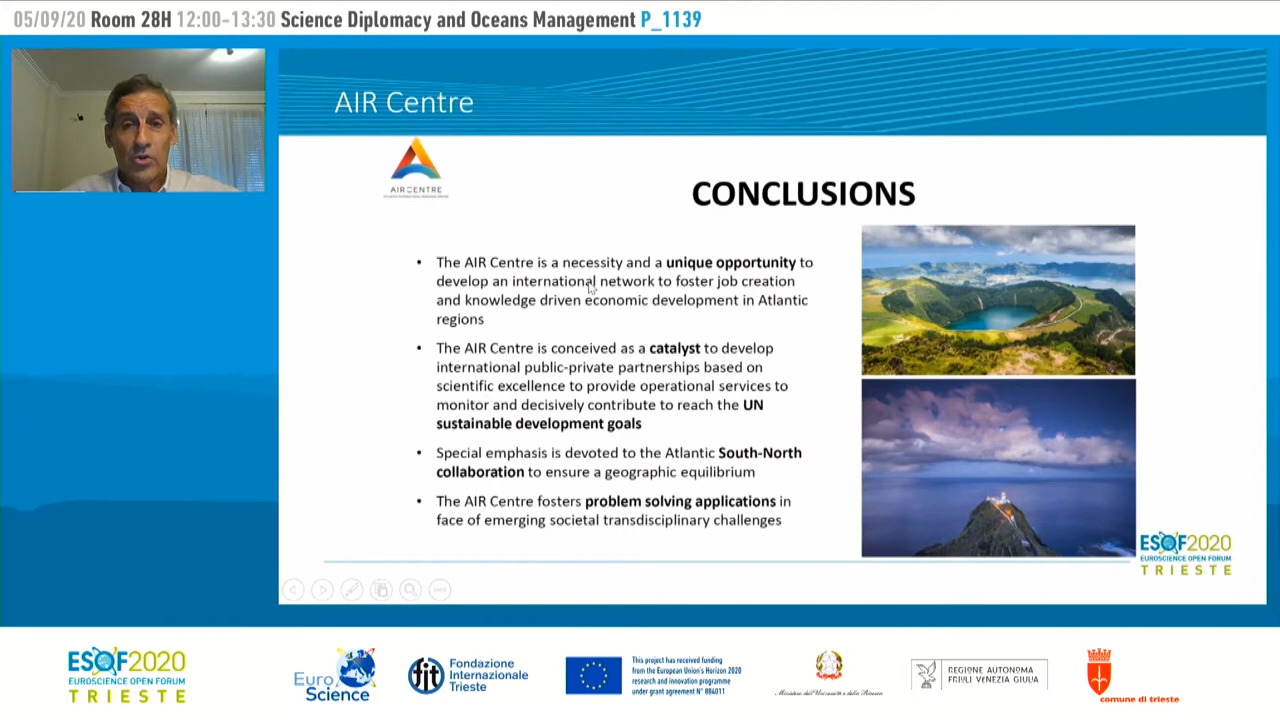 05/09/20 Room 28H 12:00-13:30 Science Diplomacy and Oceans Management P_1139
AIR Centre
AIRCENTRE
CONCLUSIONS
• The AIR Centre is a necessity and a unique opportunity to
develop an international network to foster job creation
and knowledge driven economic development in Atlantic
regions
• The AIR Centre is conceived as a catalyst to develop
international public-private partnerships based on
scientific excellence to provide operational services to
monitor and decisively contribute to reach the UN
sustainable development goals
• Special emphasis is devoted to the Atlantic South-North
collaboration to ensure a geographic equilibrium
• The AIR Centre fosters problem solving applications in
face of emerging societal transdisciplinary challenges
ESOF2020
EUROSCIENCE OPEN FORUM
TRIESTE
ESOF2020
EUROSCIENCE OPEN FORUM
TRIESTE
Euro
Science
fit
Fondazione
Internazionale
Trieste
This project has received funding
from the European Union's Horizon 2020
research and innovation programme
under grant agreement N° 884011
Ministero dell'Università e della Ricerca
REGIONE AUTONOMA
FRIULI VENEZIA GIULIA
comune di trieste